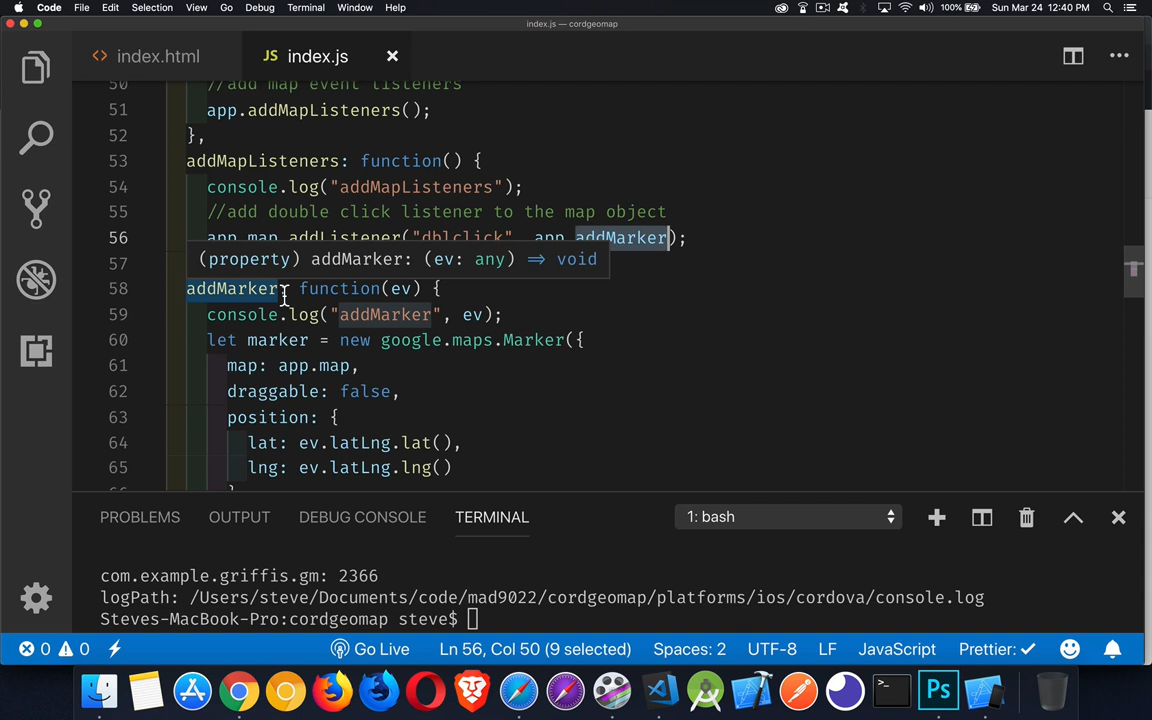 Code File Edit Selection View Go Debug Terminal Window Help 100% Sun Mar 24 12:40 PM
index.js — cordgeomap
<> index.html JS index.js
50 //add map event listeners
51 app.addMapListeners();
52 },
53 addMapListeners: function() {
54 console.log("addMapListeners");
55 //add double click listener to the map object
56 app.map.addListener("dblclick", app.addMarker);
57 (property) addMarker: (ev: any) => void
58 addMarker: function(ev) {
59 console.log("addMarker", ev);
60 let marker = new google.maps.Marker({
61 map: app.map,
62 draggable: false,
63 position: {
64 lat: ev.latLng.lat(),
65 lng: ev.latLng.lng()
66 }
PROBLEMS OUTPUT DEBUG CONSOLE TERMINAL 1: bash
com.example.griffis.gm: 2366
logPath: /Users/steve/Documents/code/mad9022/cordgeomap/platforms/ios/cordova/console.log
Steves-MacBook-Pro:cordgeomap steve$
0 0 Go Live Ln 56, Col 50 (9 selected) Spaces: 2 UTF-8 LF JavaScript Prettier: ✓
Ps